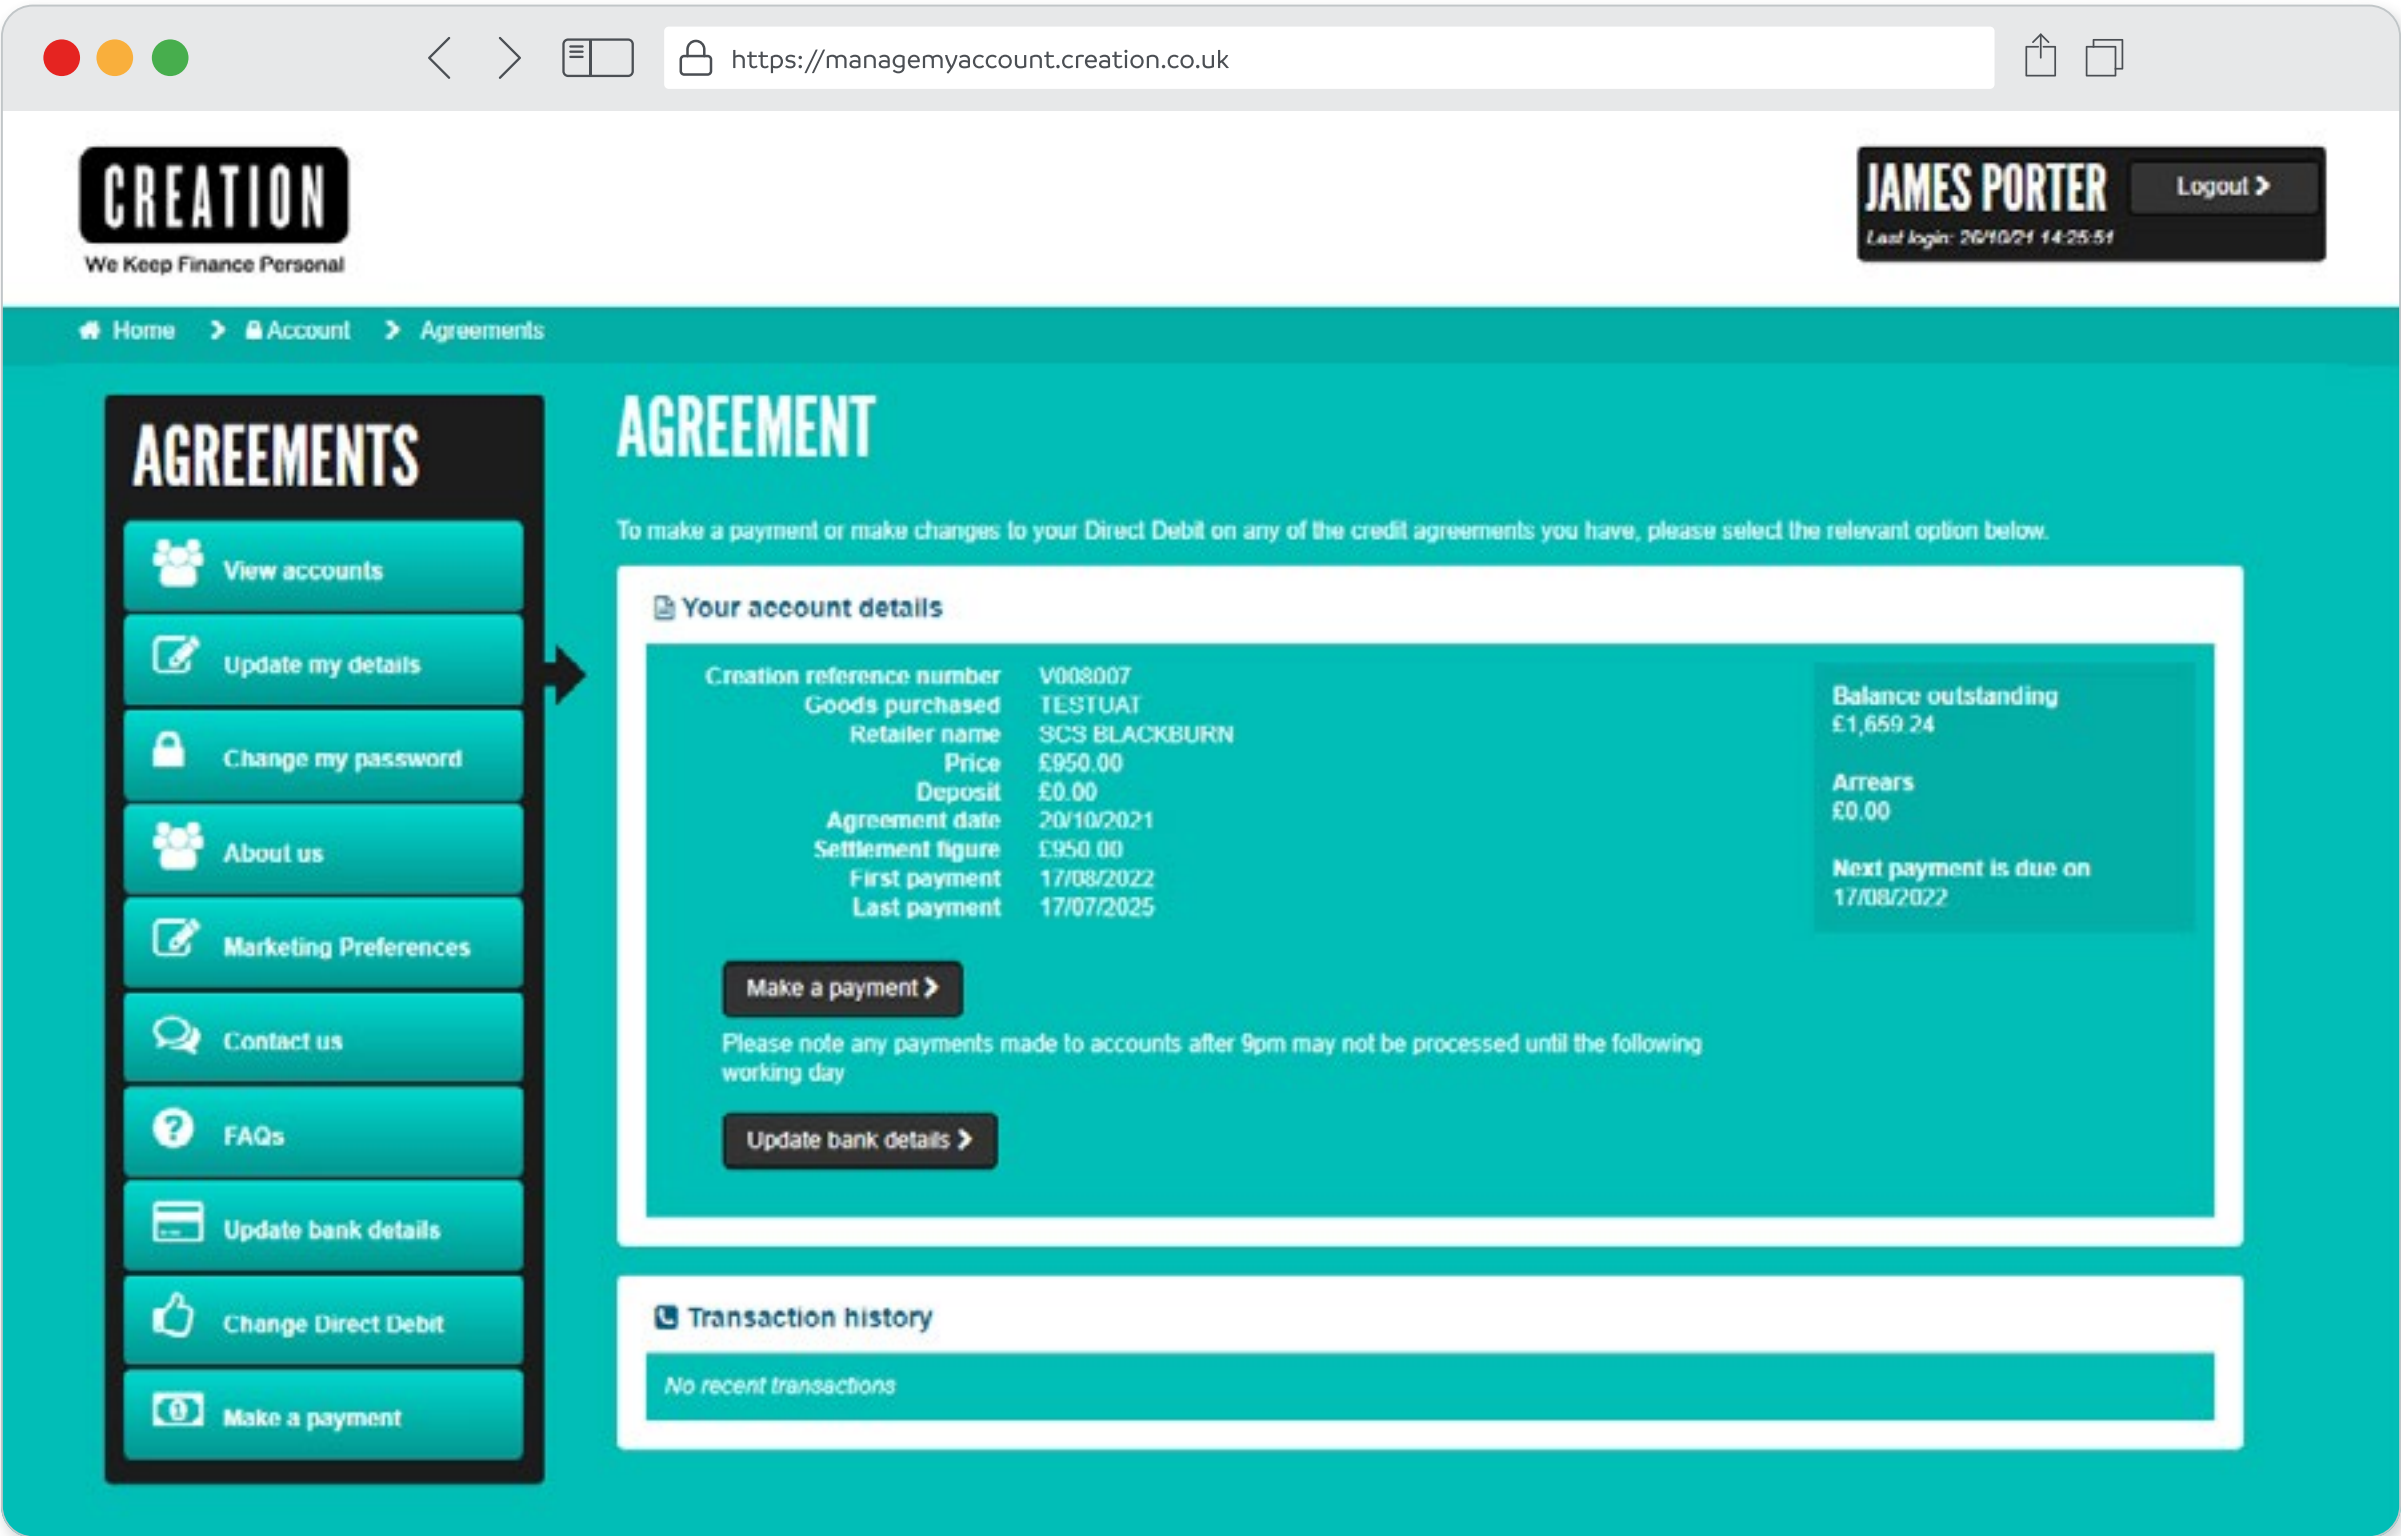 https://managemyaccount.creation.co.uk
CREATION
We Keep Finance Personal
JAMES PORTER
Logout
Last login: 26/10/21 14:25:51
Home
Account
Agreements
AGREEMENTS
View accounts
Update my details
Change my password
About us
Marketing Preferences
Contact us
FAQs
Update bank details
Change Direct Debit
Make a payment
AGREEMENT
To make a payment or make changes to your Direct Debit on any of the credit agreements you have, please select the relevant option below.
Your account details
Creation reference number V008007
Goods purchased TESTUAT
Retailer name SCS BLACKBURN
Price £950.00
Deposit £0.00
Agreement date 20/10/2021
Settlement figure £950.00
First payment 17/08/2022
Last payment 17/07/2025
Balance outstanding
£1,659.24
Arrears
£0.00
Next payment is due on
17/08/2022
Make a payment
Please note any payments made to accounts after 9pm may not be processed until the following
working day
Update bank details
Transaction history
No recent transactions